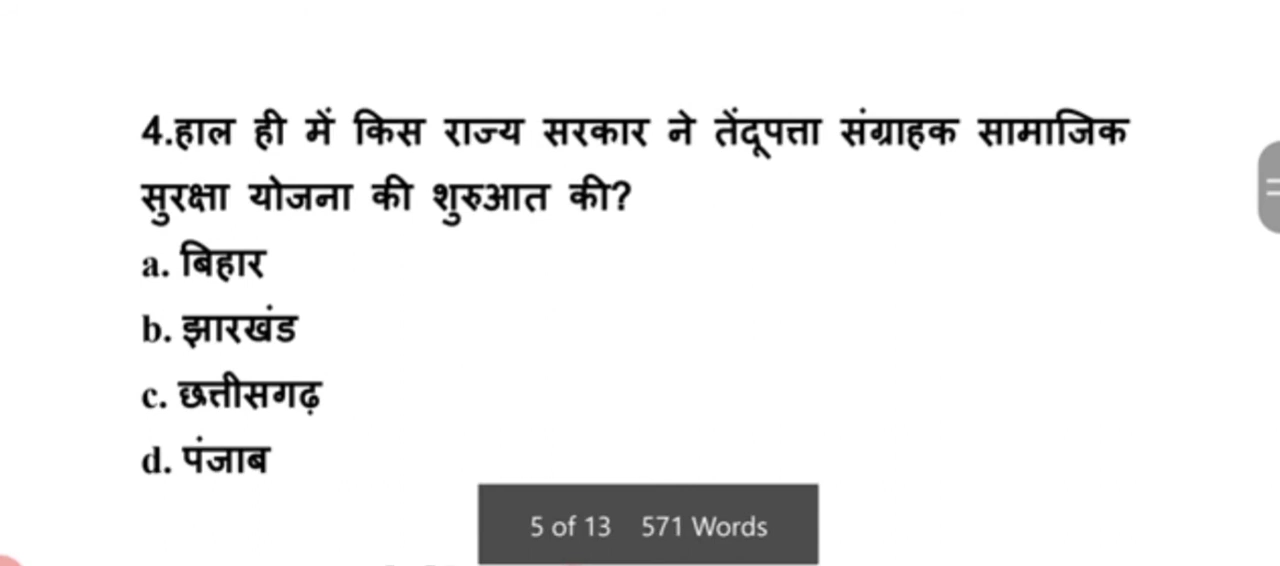 4.हाल ही में किस राज्य सरकार ने तेंदूपत्ता संग्राहक सामाजिक
सुरक्षा योजना की शुरुआत की?
a. बिहार
b. झारखंड
c. छत्तीसगढ़
d. पंजाब
5 of 13 571 Words